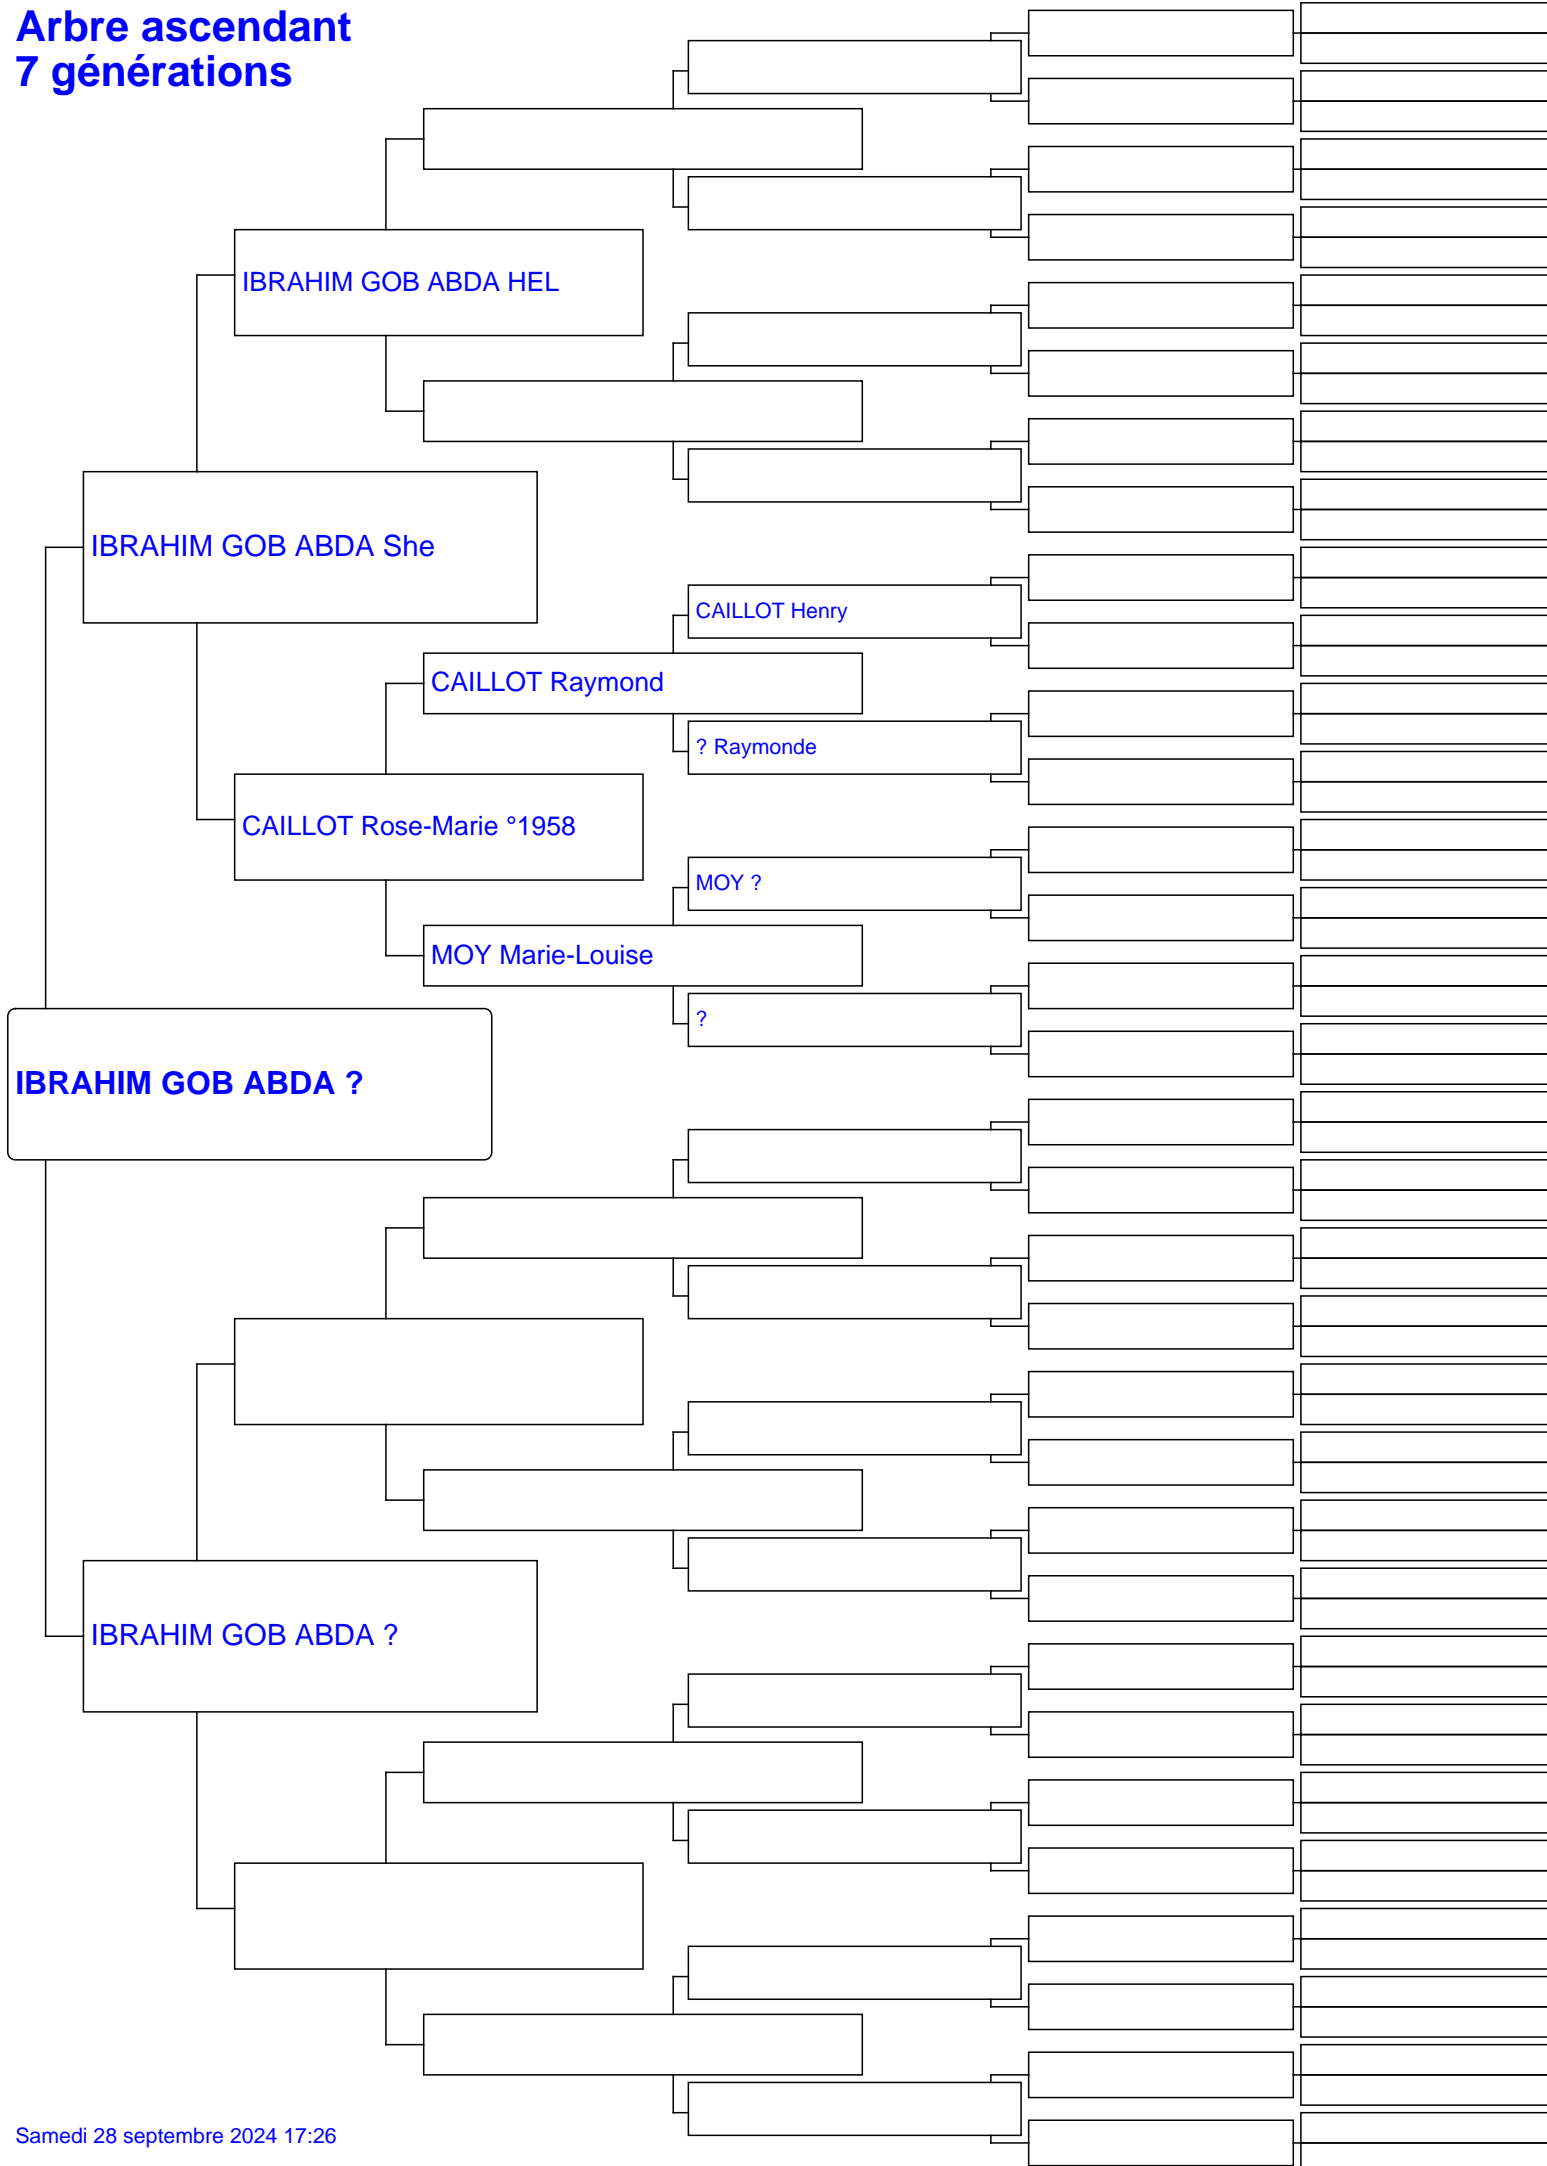 Arbre ascendant
7 générations
IBRAHIM GOB ABDA HEL
IBRAHIM GOB ABDA She
CAILLOT Henry
CAILLOT Raymond
? Raymonde
CAILLOT Rose-Marie °1958
MOY ?
MOY Marie-Louise
?
IBRAHIM GOB ABDA ?
IBRAHIM GOB ABDA ?
Samedi 28 septembre 2024 17:26